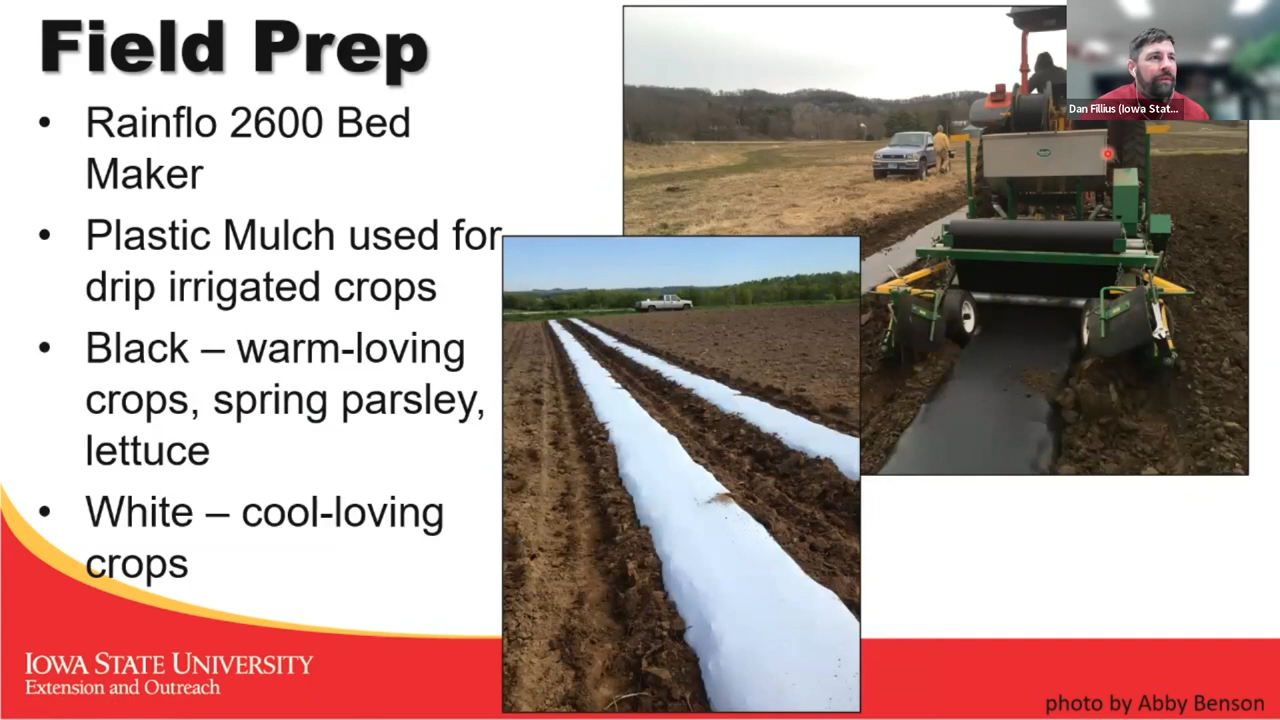 Field Prep
• Rainflo 2600 Bed
Maker
• Plastic Mulch used for
drip irrigated crops
• Black – warm-loving
crops, spring parsley,
lettuce
• White – cool-loving
crops
Dan Fillius (Iowa Stat...
IOWA STATE UNIVERSITY
Extension and Outreach
photo by Abby Benson